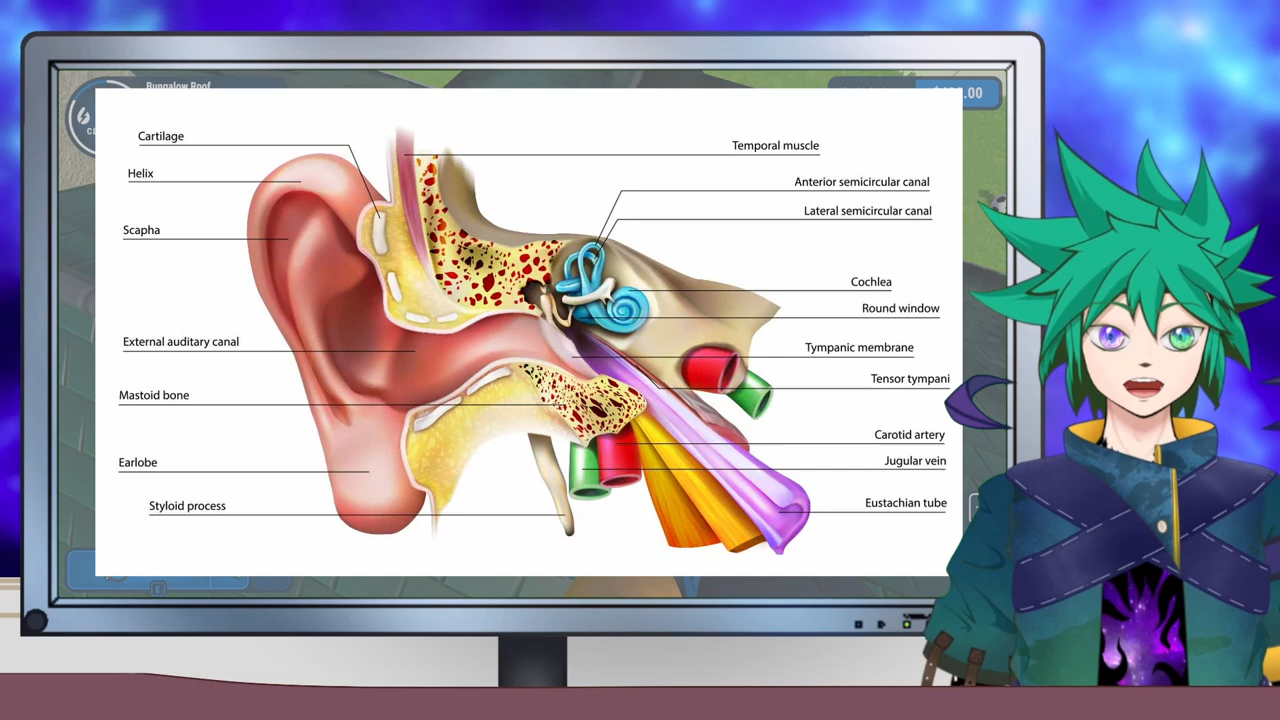 Bungalow Roof
Cartilage
Helix
Scapha
External auditory canal
Mastoid bone
Earlobe
Styloid process
Temporal muscle
Anterior semicircular canal
Lateral semicircular canal
Cochlea
Round window
Tympanic membrane
Tensor tympani
Carotid artery
Jugular vein
Eustachian tube
E